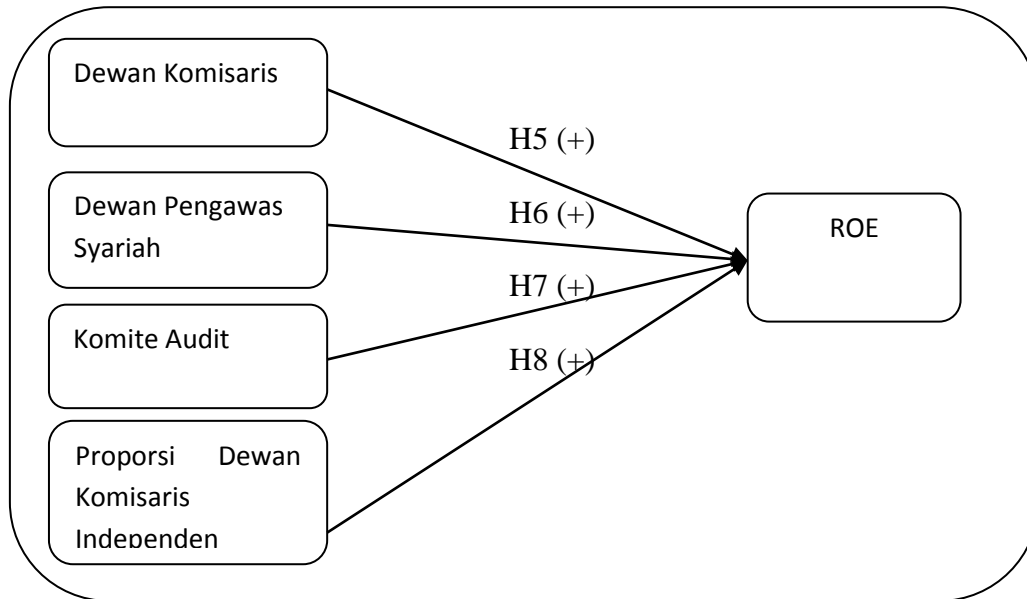 Dewan Komisaris
H5 (+)
Dewan Pengawas
Syariah
H6 (+)
ROE
H7 (+)
Komite Audit
H8 (+)
Proporsi Dewan
Komisaris
Independen